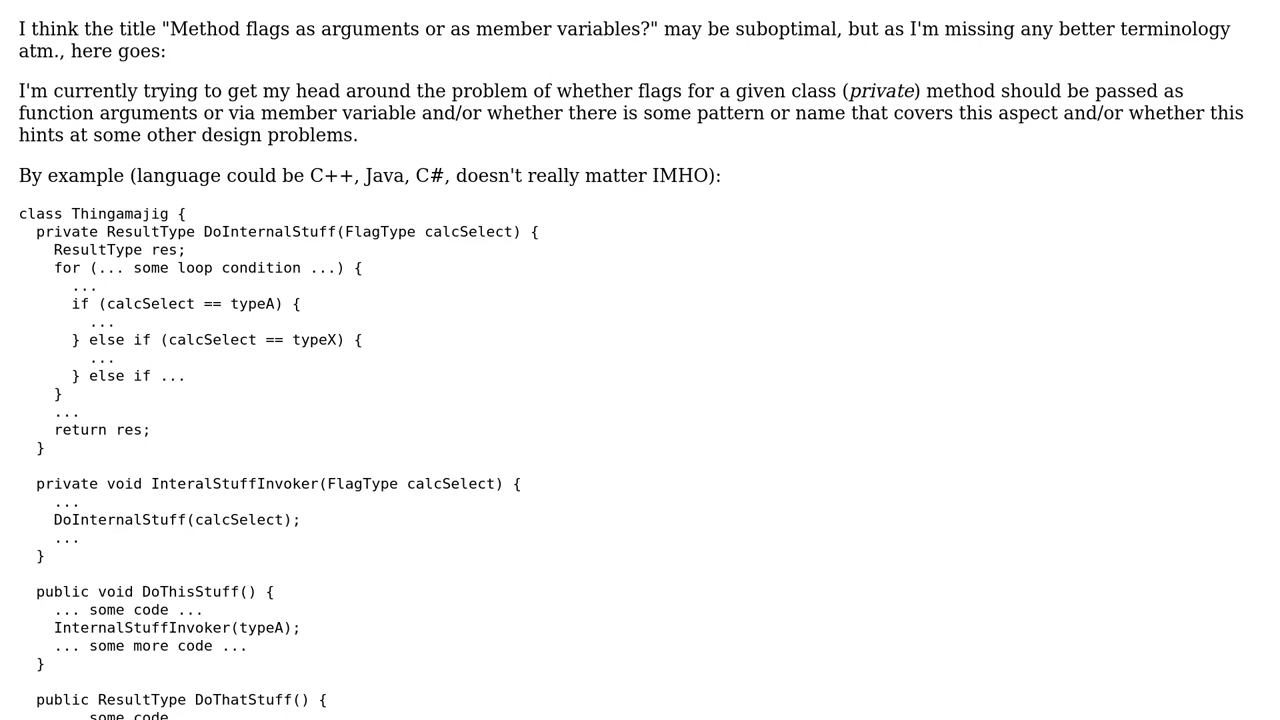 I think the title "Method flags as arguments or as member variables?" may be suboptimal, but as I'm missing any better terminology
atm., here goes:
I'm currently trying to get my head around the problem of whether flags for a given class (private) method should be passed as
function arguments or via member variable and/or whether there is some pattern or name that covers this aspect and/or whether this
hints at some other design problems.
By example (language could be C++, Java, C#, doesn't really matter IMHO):
class Thingamajig {
  private ResultType DoInternalStuff(FlagType calcSelect) {
    ResultType res;
    for (... some loop condition ...) {
      ...
      if (calcSelect == typeA) {
        ...
      } else if (calcSelect == typeX) {
        ...
      } else if ...
    }
    ...
    return res;
  }
  private void InteralStuffInvoker(FlagType calcSelect) {
    ...
    DoInternalStuff(calcSelect);
    ...
  }
  public void DoThisStuff() {
    ... some code ...
    InternalStuffInvoker(typeA);
    ... some more code ...
  }
  public ResultType DoThatStuff() {
    some code